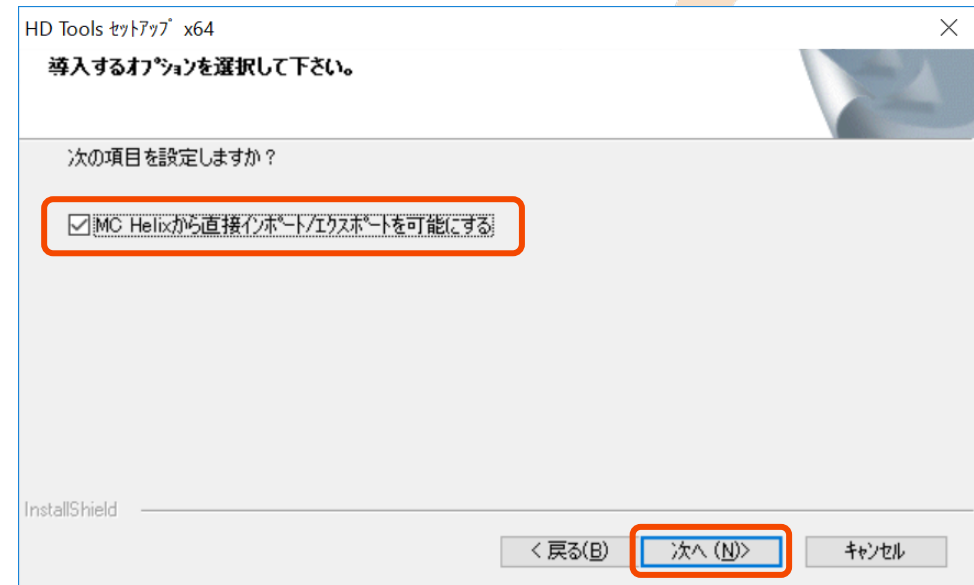 HD Tools ｾｯﾄｱｯﾌﾟ x64
導入するｵﾌﾟｼｮﾝを選択して下さい。
次の項目を設定しますか？
MC Helixから直接ｲﾝﾎﾟｰﾄ/ｴｸｽﾎﾟｰﾄを可能にする
InstallShield
< 戻る(B)
次へ (N)>
ｷｬﾝｾﾙ